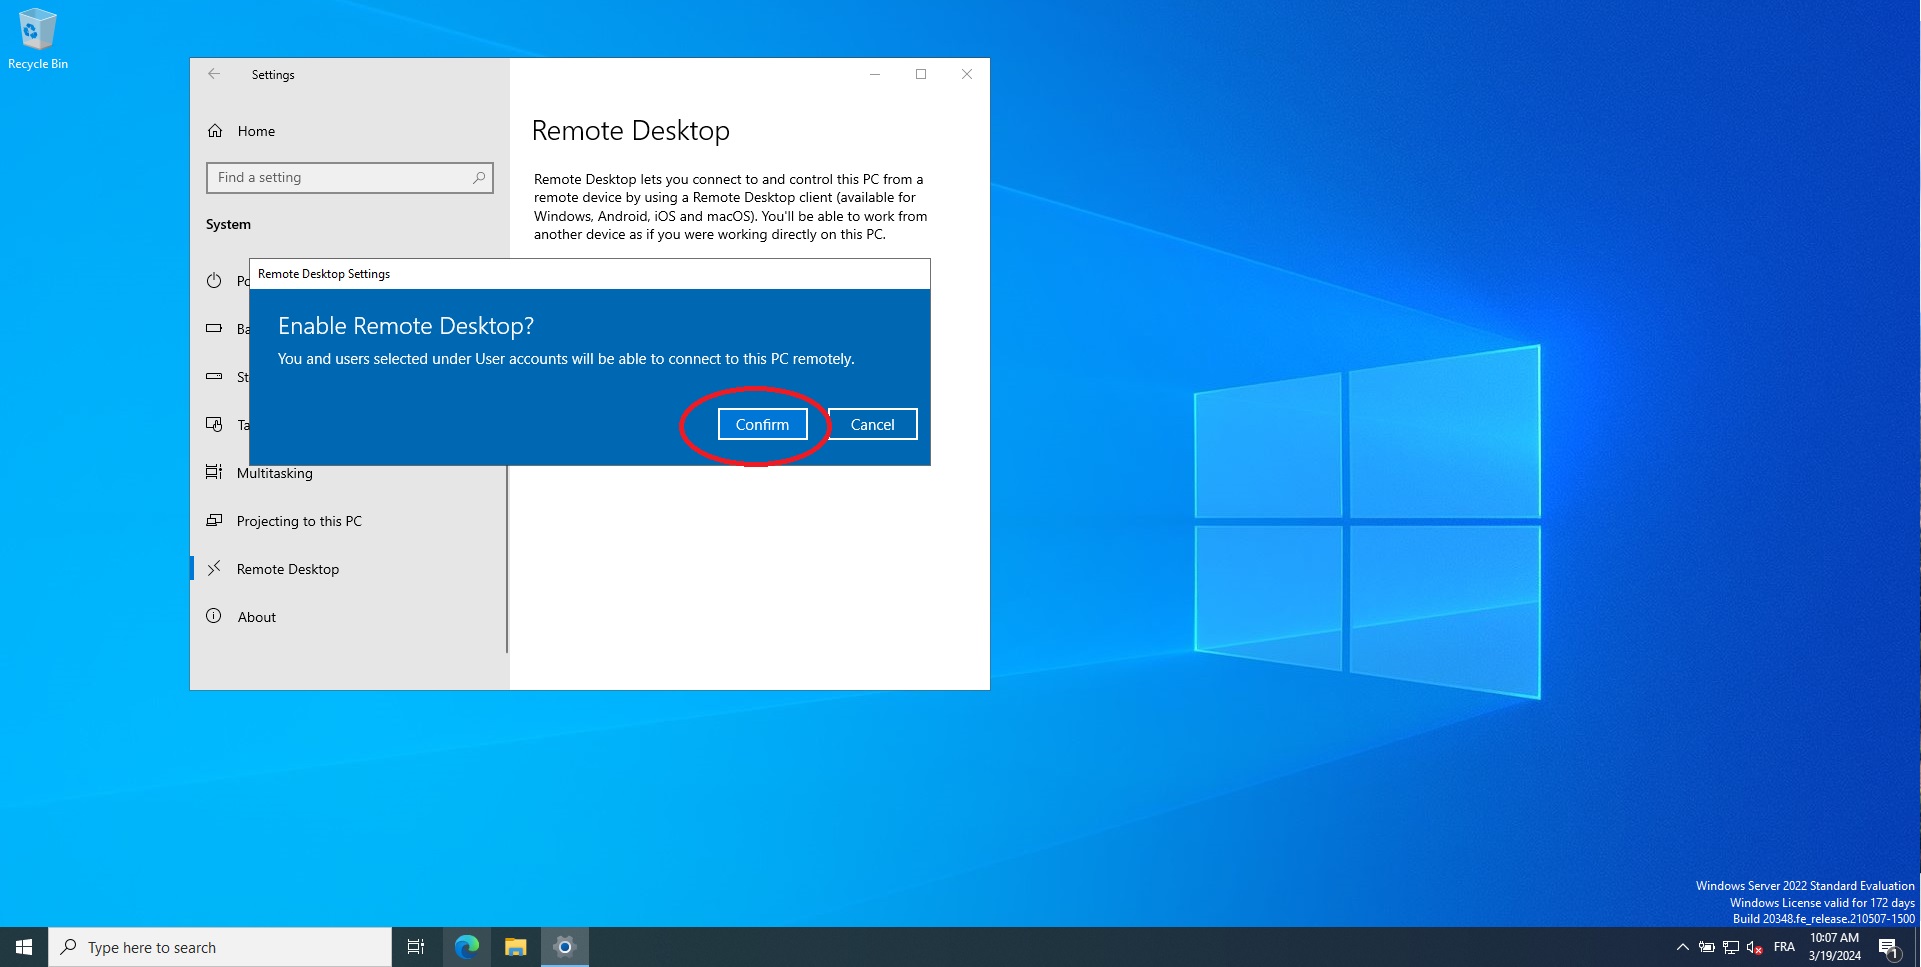 Recycle Bin
Settings
Home
Find a setting
System
Po
Ba
St
Ta
Multitasking
Projecting to this PC
Remote Desktop
About
Remote Desktop
Remote Desktop lets you connect to and control this PC from a
remote device by using a Remote Desktop client (available for
Windows, Android, iOS and macOS). You'll be able to work from
another device as if you were working directly on this PC.
Remote Desktop Settings
Enable Remote Desktop?
You and users selected under User accounts will be able to connect to this PC remotely.
Confirm
Cancel
Windows Server 2022 Standard Evaluation
Windows License valid for 172 days
Build 20348.fe_release.210507-1500
Type here to search
FRA
10:07 AM
3/19/2024
1